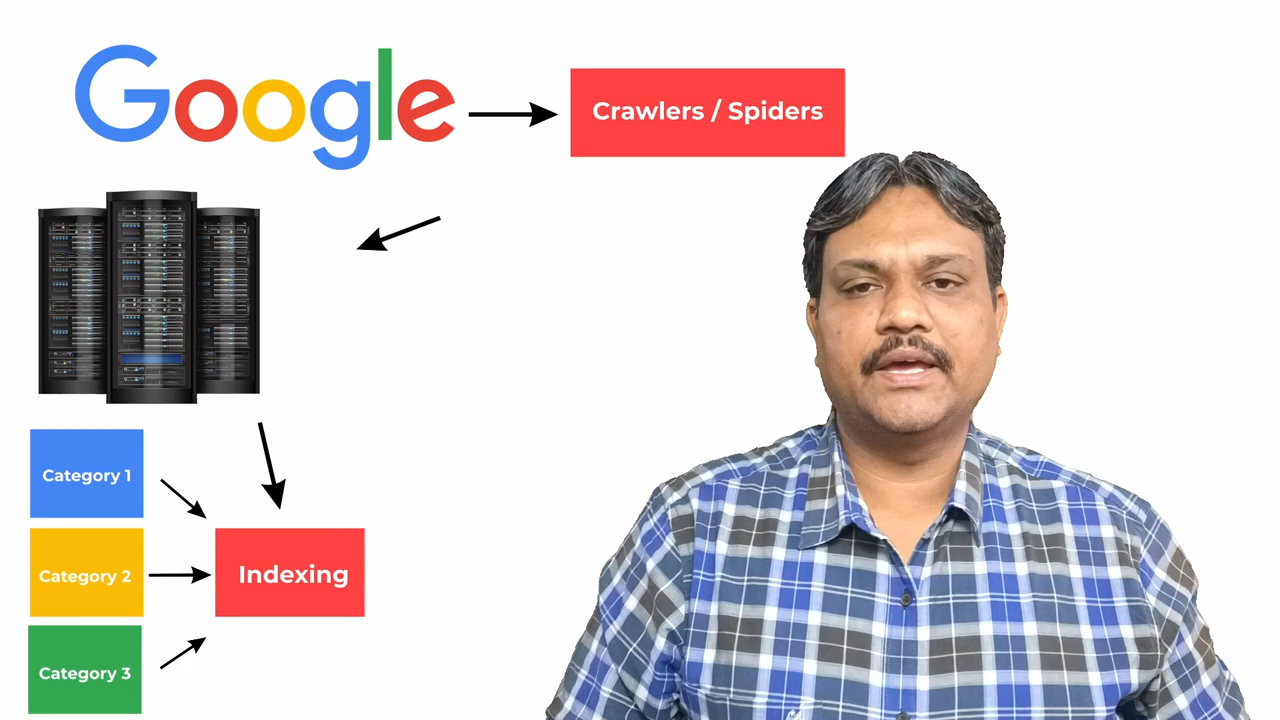 Google
Crawlers / Spiders
Category 1
Category 2
Indexing
Category 3